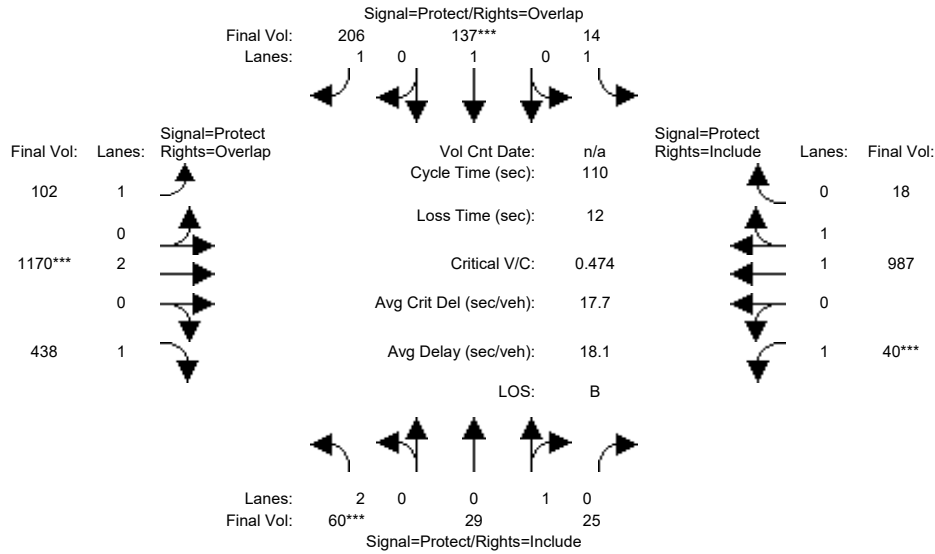 Signal=Protect/Rights=Overlap
Final Vol: 206 137*** 14
Lanes: 1 0 1 0 1
Signal=Protect
Final Vol: Lanes: Rights=Overlap
Vol Cnt Date: n/a
Signal=Protect
Rights=Include Lanes: Final Vol:
Cycle Time (sec): 110
102 1
0 18
Loss Time (sec): 12
0
1
1170*** 2
Critical V/C: 0.474
1 987
0
Avg Crit Del (sec/veh): 17.7
0
438 1
Avg Delay (sec/veh): 18.1
1 40***
LOS: B
Lanes: 2 0 0 1 0
Final Vol: 60*** 29 25
Signal=Protect/Rights=Include